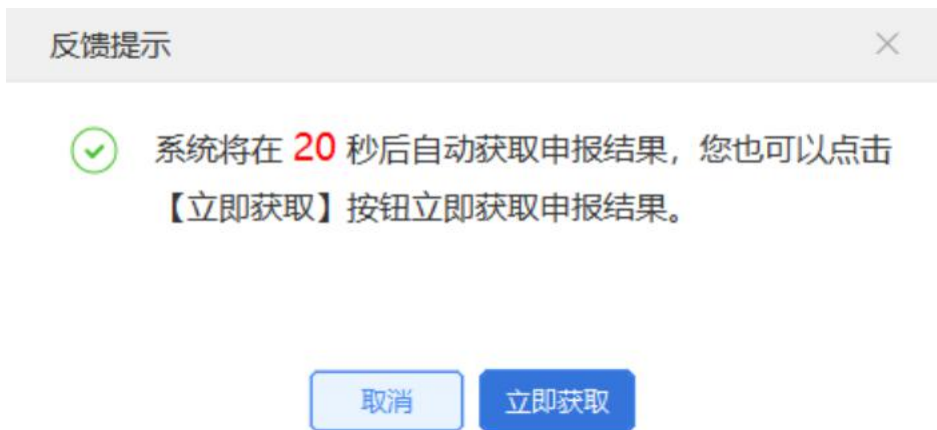 反馈提示
系统将在 20 秒后自动获取申报结果，您也可以点击
【立即获取】按钮立即获取申报结果。
取消 立即获取